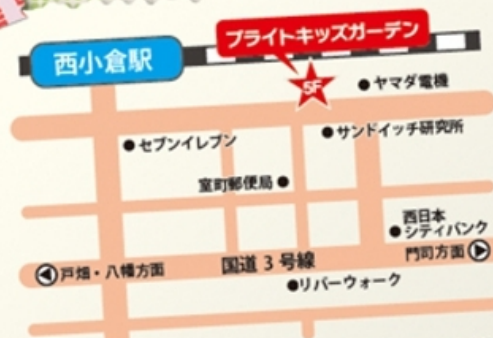 ブライトキッズガーデン
西小倉駅
5F
ヤマダ電機
セブンイレブン
サンドイッチ研究所
室町郵便局
西日本
シティバンク
国道3号線
門司方面
戸畑・八幡方面
リバーウォーク